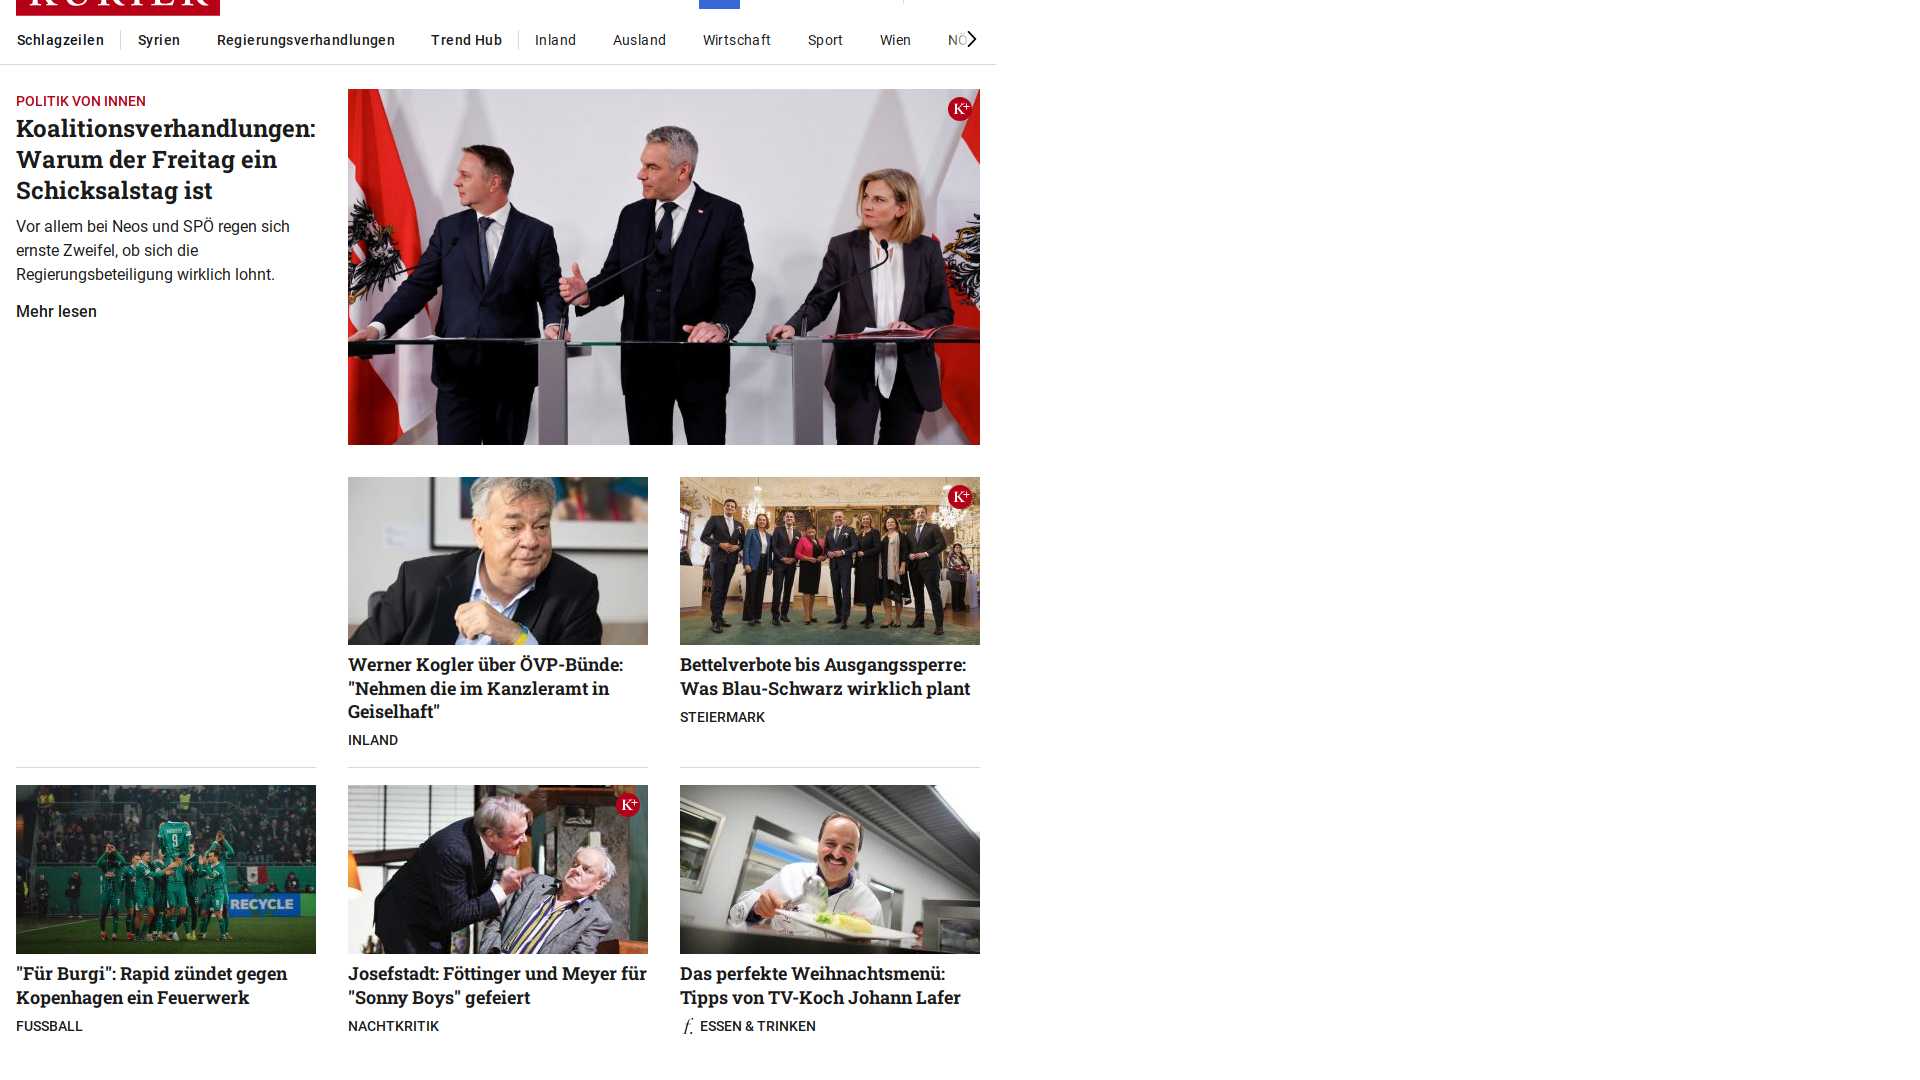 KURIER
Schlagzeilen
Syrien
Regierungsverhandlungen
Trend Hub
Inland
Ausland
Wirtschaft
Sport
Wien
NÖ
POLITIK VON INNEN
Koalitionsverhandlungen:
Warum der Freitag ein
Schicksalstag ist
Vor allem bei Neos und SPÖ regen sich
ernste Zweifel, ob sich die
Regierungsbeteiligung wirklich lohnt.
Mehr lesen
K+
K+
Werner Kogler über ÖVP-Bünde:
"Nehmen die im Kanzleramt in
Geiselhaft"
INLAND
Bettelverbote bis Ausgangssperre:
Was Blau-Schwarz wirklich plant
STEIERMARK
9
RECYCLE
K+
"Für Burgi": Rapid zündet gegen
Kopenhagen ein Feuerwerk
FUSSBALL
Josefstadt: Föttinger und Meyer für
"Sonny Boys" gefeiert
NACHTKRITIK
Das perfekte Weihnachtsmenü:
Tipps von TV-Koch Johann Lafer
f. ESSEN & TRINKEN